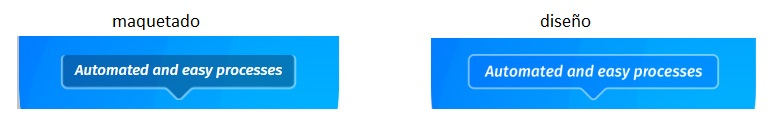 maquetado
diseño
Automated and easy processes
Automated and easy processes